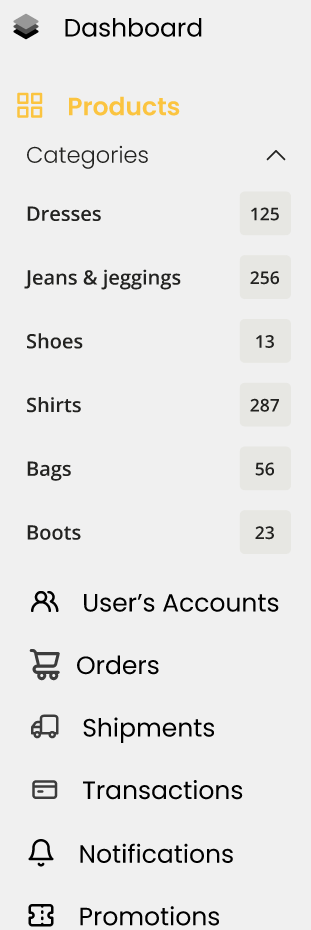 Dashboard
Products
Categories
Dresses 125
Jeans & jeggings 256
Shoes 13
Shirts 287
Bags 56
Boots 23
User’s Accounts
Orders
Shipments
Transactions
Notifications
Promotions